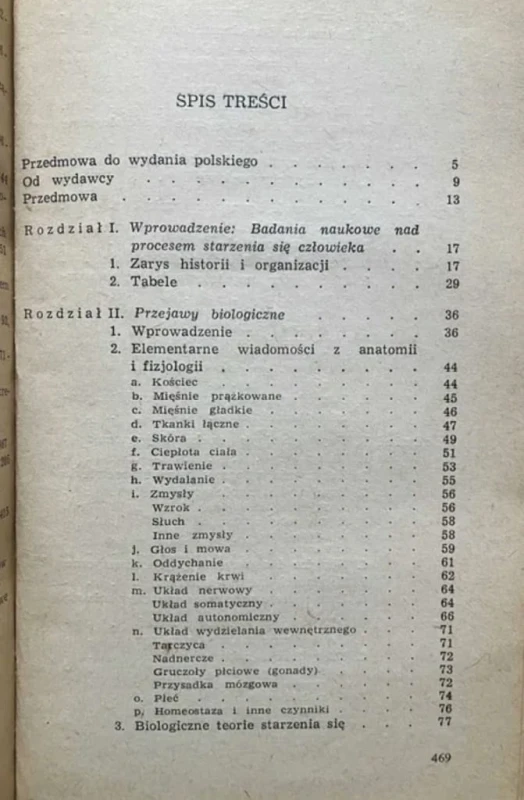 SPIS TREŚCI
Przedmowa do wydania polskiego . . . . . . . 5
Od wydawcy . . . . . . . . . . . 9
Przedmowa . . . . . . . . . . . . 13
Rozdział I. Wprowadzenie: Badania naukowe nad
procesem starzenia się człowieka . . 17
1. Zarys historii i organizacji . . . . 17
2. Tabele . . . . . . . . . 29
Rozdział II. Przejawy biologiczne . . . . . 36
1. Wprowadzenie . . . . . . . 36
2. Elementarne wiadomości z anatomii
i fizjologii . . . . . . . . 44
a. Kościec . . . . . . . . 44
b. Mięśnie prążkowane . . . . . . 45
c. Mięśnie gładkie . . . . . . . 46
d. Tkanki łączne . . . . . . . . 47
e. Skóra . . . . . . . . . 49
f. Ciepłota ciała . . . . . . . . 51
g. Trawienie . . . . . . . . . 53
h. Wydalanie . . . . . . . . . 55
i. Zmysły . . . . . . . . . 56
Wzrok . . . . . . . . . 56
Słuch . . . . . . . . . 58
Inne zmysły . . . . . . . . 58
j. Głos i mowa . . . . . . . . 59
k. Oddychanie . . . . . . . . 61
l. Krążenie krwi . . . . . . . 62
m. Układ nerwowy . . . . . . . 64
Układ somatyczny . . . . . . . 64
Układ autonomiczny . . . . . . 66
n. Układ wydzielania wewnętrznego . . . 71
Tarczyca . . . . . . . . . 71
Nadnercze . . . . . . . . 72
Gruczoły płciowe (gonady) . . . . . 73
Przysadka mózgowa . . . . . . 72
o. Płeć . . . . . . . . . . 74
p. Homeostaza i inne czynniki . . . . 76
3. Biologiczne teorie starzenia się . . . 77
469